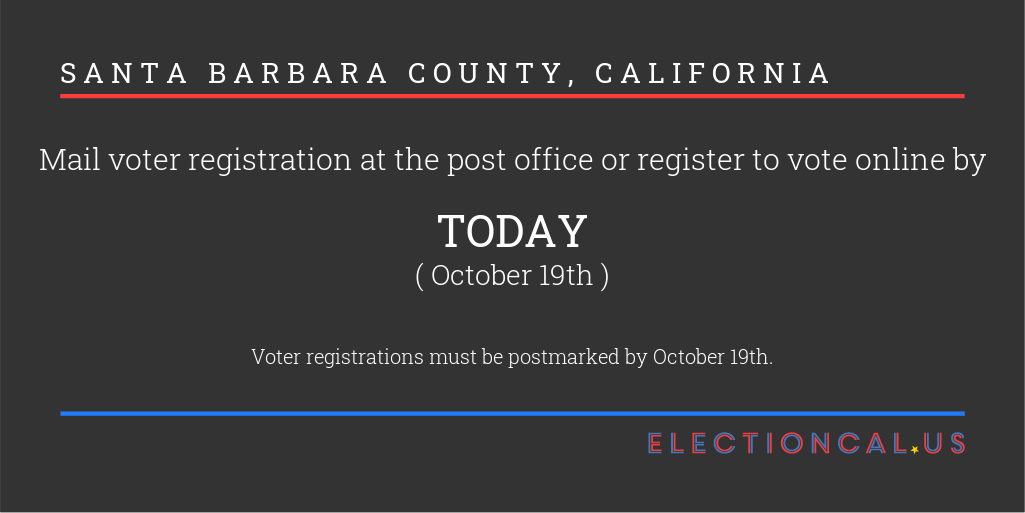 SANTA BARBARA COUNTY, CALIFORNIA
Mail voter registration at the post office or register to vote online by
TODAY
( October 19th )
Voter registrations must be postmarked by October 19th.
ELECTIONCAL.US